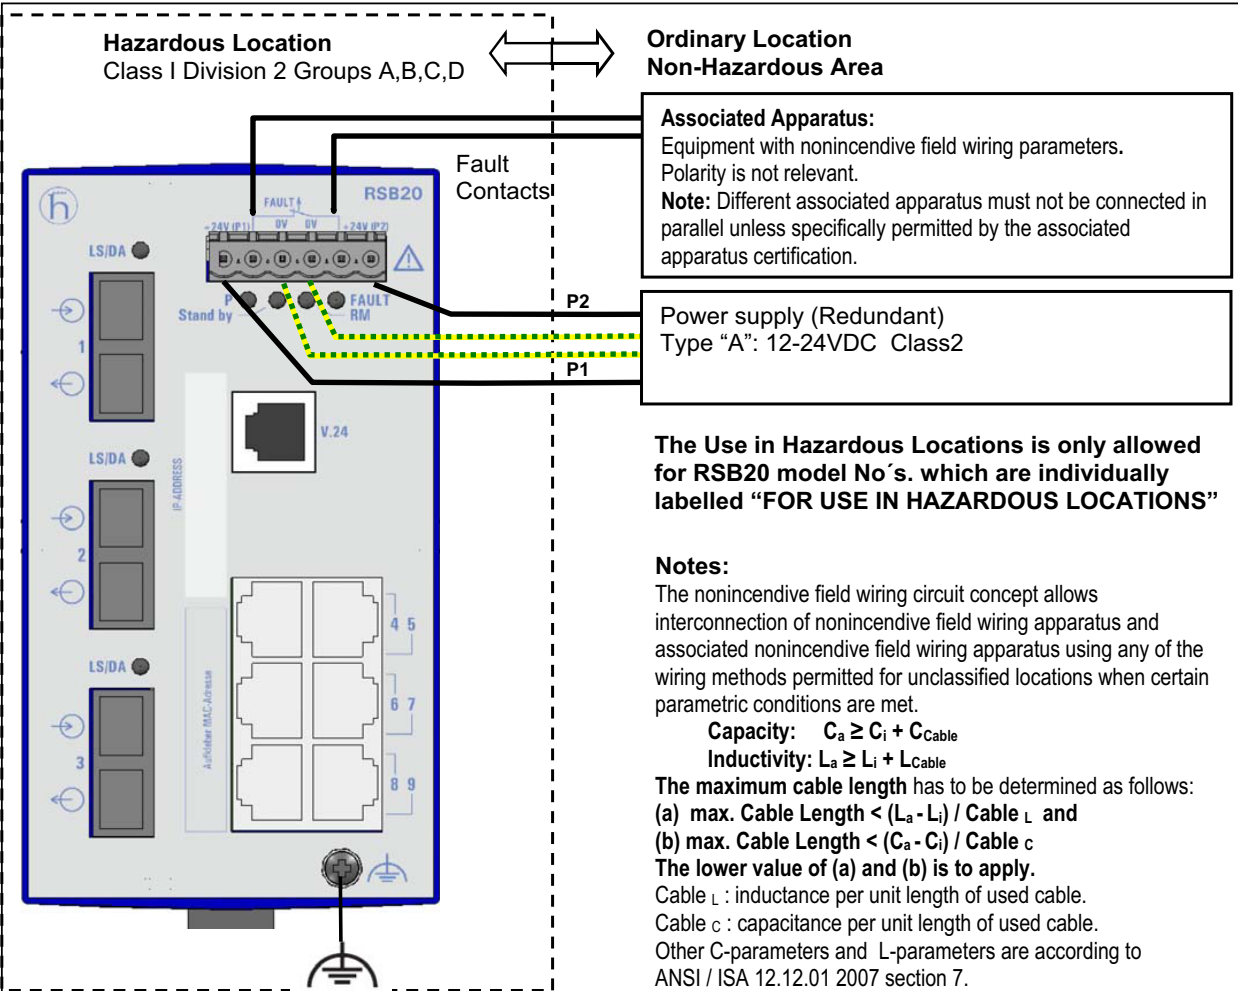 Hazardous Location
Class I Division 2 Groups A,B,C,D
Ordinary Location
Non-Hazardous Area
Associated Apparatus:
Equipment with nonincendive field wiring parameters.
Polarity is not relevant.
Note: Different associated apparatus must not be connected in
parallel unless specifically permitted by the associated
apparatus certification.
Fault
Contacts
RSB20
FAULT
+24V (P1) 0V 0V +24V (P2)
LS/DA
P
Stand by
FAULT
RM
1
P2
P1
Power supply (Redundant)
Type “A”: 12-24VDC Class2
V.24
LS/DA
IP-ADDRESS
2
LS/DA
Aufkleber MAC-Adresse
3
4 5
6 7
8 9
The Use in Hazardous Locations is only allowed
for RSB20 model No´s. which are individually
labelled “FOR USE IN HAZARDOUS LOCATIONS”
Notes:
The nonincendive field wiring circuit concept allows
interconnection of nonincendive field wiring apparatus and
associated nonincendive field wiring apparatus using any of the
wiring methods permitted for unclassified locations when certain
parametric conditions are met.
Capacity: Ca ≥ Ci + CCable
Inductivity: La ≥ Li + LCable
The maximum cable length has to be determined as follows:
(a) max. Cable Length < (La - Li) / Cable L and
(b) max. Cable Length < (Ca - Ci) / Cable C
The lower value of (a) and (b) is to apply.
Cable L : inductance per unit length of used cable.
Cable C : capacitance per unit length of used cable.
Other C-parameters and L-parameters are according to
ANSI / ISA 12.12.01 2007 section 7.